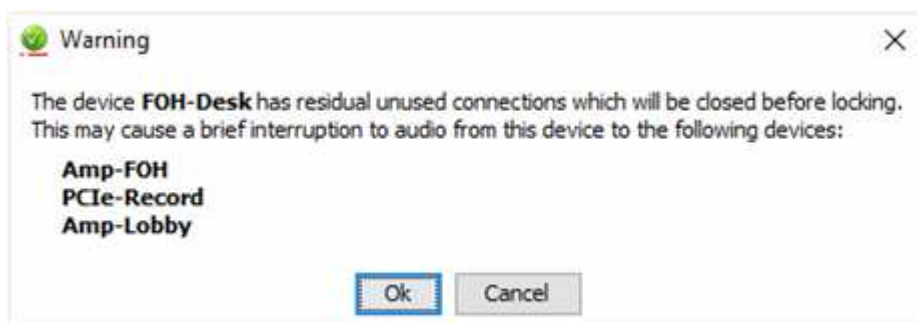 Warning
The device FOH-Desk has residual unused connections which will be closed before locking.
This may cause a brief interruption to audio from this device to the following devices:
Amp-FOH
PCIe-Record
Amp-Lobby
Ok Cancel